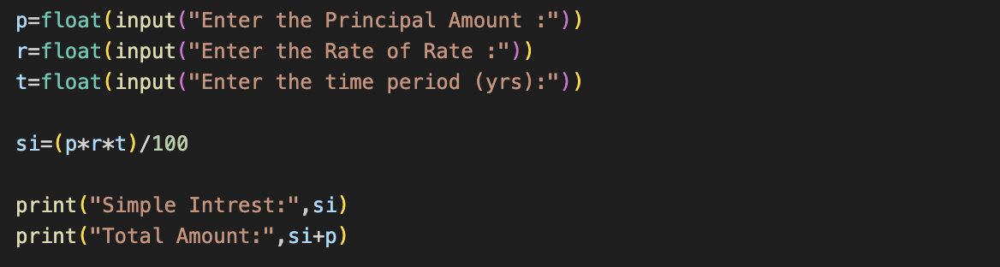 p=float(input("Enter the Principal Amount :"))
r=float(input("Enter the Rate of Rate :"))
t=float(input("Enter the time period (yrs):"))
si=(p*r*t)/100
print("Simple Intrest:",si)
print("Total Amount:",si+p)